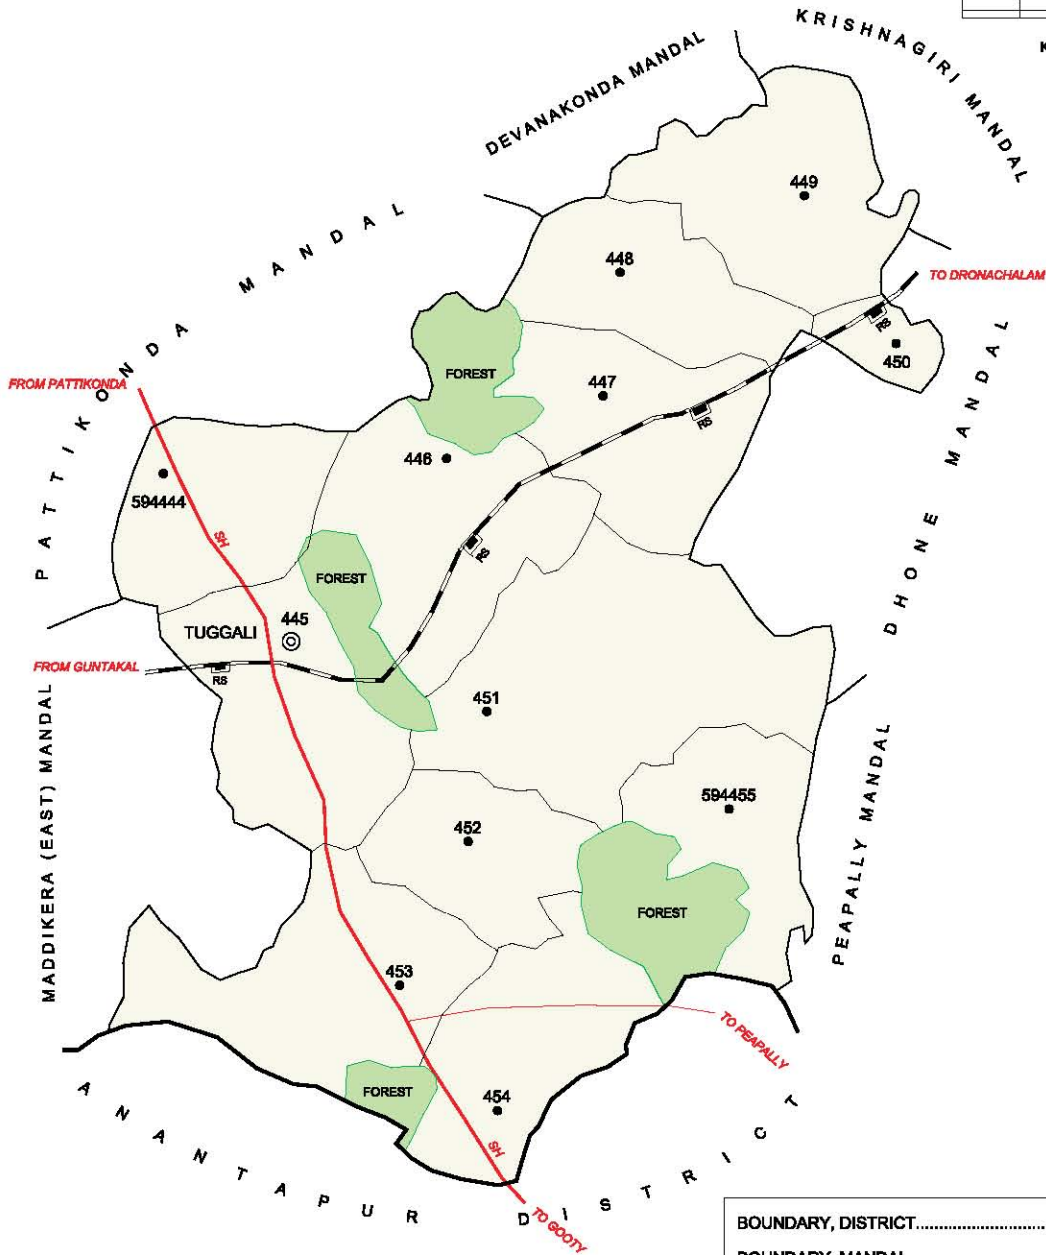 K
KRISHNAGIRI MANDAL
DEVANAKONDA MANDAL
449
PATTIKONDA MANDAL
448
TO DRONACHALAM
RS
450
FOREST
447
FROM PATTIKONDA
RS
446
594444
SH
RS
FOREST
DHONE MANDAL
445
TUGGALI
FROM GUNTAKAL
RS
451
MADDIKERA (EAST) MANDAL
PEAPALLY MANDAL
594455
452
FOREST
453
TO PEAPALLY
FOREST
454
SH
ANANTAPUR DISTRICT
TO GOOTY
BOUNDARY, DISTRICT